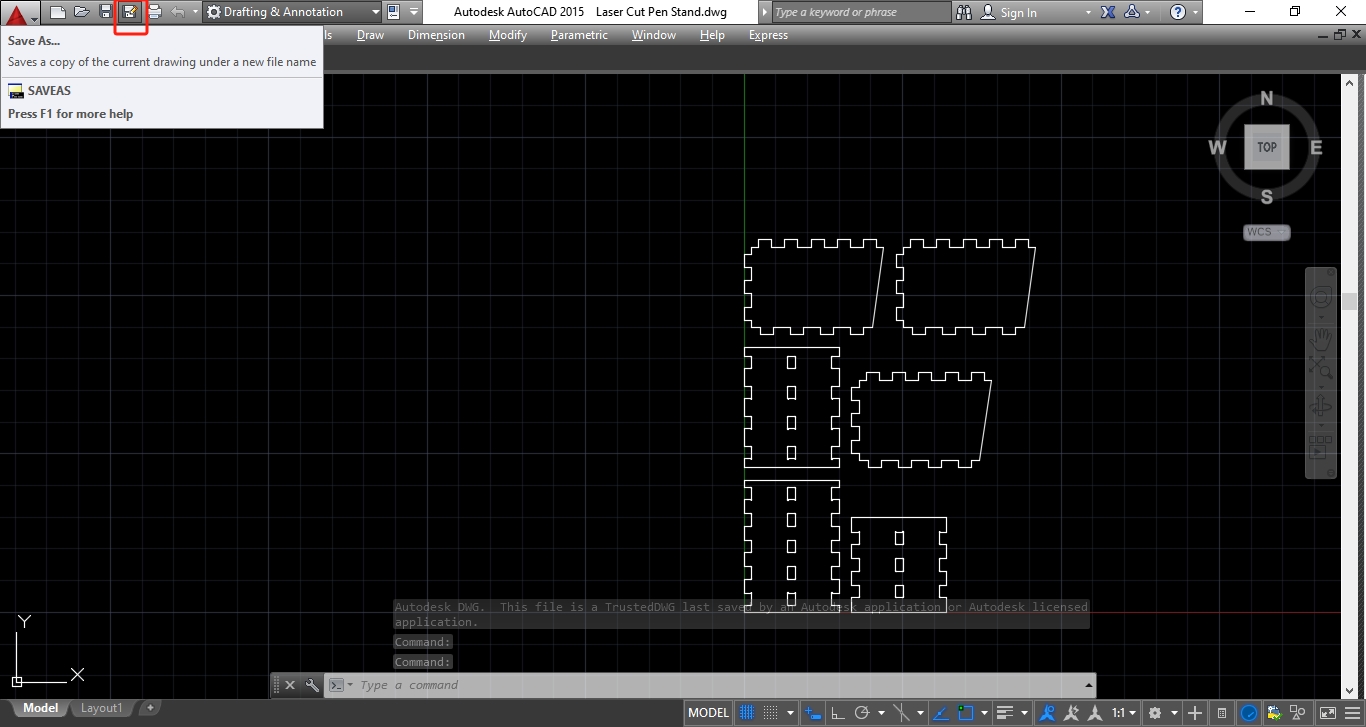 Drafting & Annotation
Autodesk AutoCAD 2015 Laser Cut Pen Stand.dwg
Type a keyword or phrase
Sign In
Save As...
Saves a copy of the current drawing under a new file name
SAVEAS
Press F1 for more help
ls Draw Dimension Modify Parametric Window Help Express
N
W TOP E
S
WCS
Autodesk DWG. This file is a TrustedDWG last saved by an Autodesk application or Autodesk licensed
application.
Command:
Command:
Y
X
Type a command
Model Layout1
MODEL
1:1